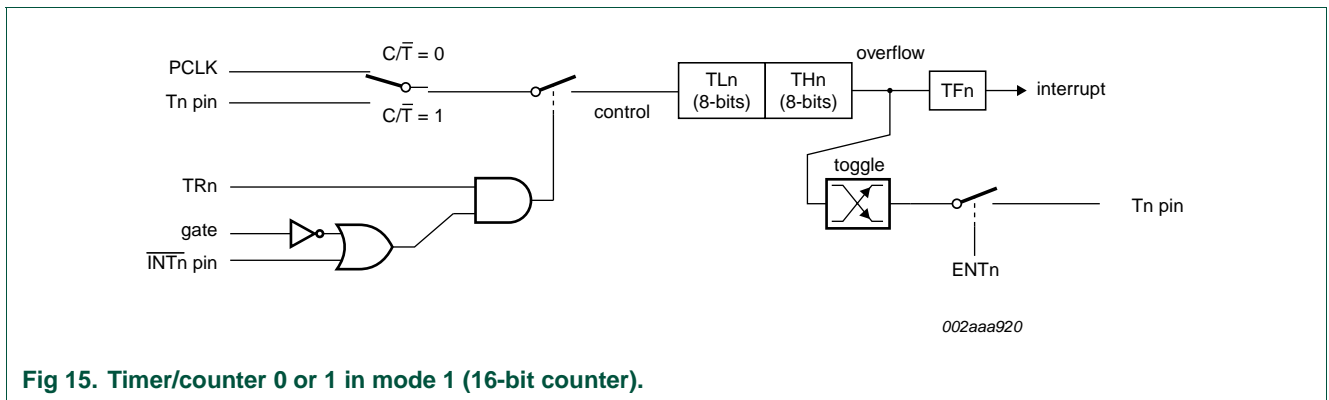 C/T̅ = 0
PCLK
Tn pin
C/T̅ = 1
control
TLn
(8-bits)
THn
(8-bits)
overflow
TFn
interrupt
toggle
Tn pin
ENTn
TRn
gate
I̅N̅T̅n̅ pin
002aaa920
Fig 15. Timer/counter 0 or 1 in mode 1 (16-bit counter).